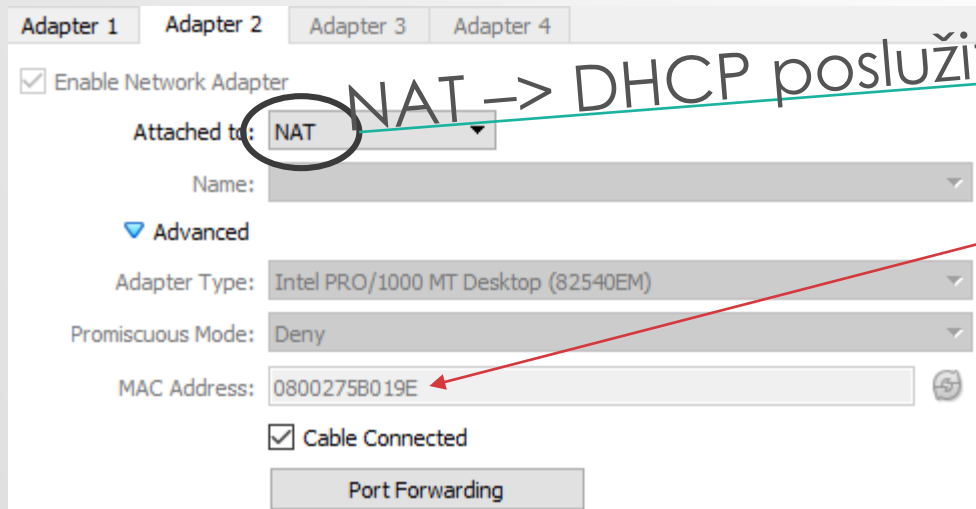 Adapter 1 Adapter 2 Adapter 3 Adapter 4
Enable Network Adapter
NAT –> DHCP
Attached to: NAT
Name:
Advanced
Adapter Type: Intel PRO/1000 MT Desktop (82540EM)
Promiscuous Mode: Deny
MAC Address: 0800275B019E
Cable Connected
Port Forwarding